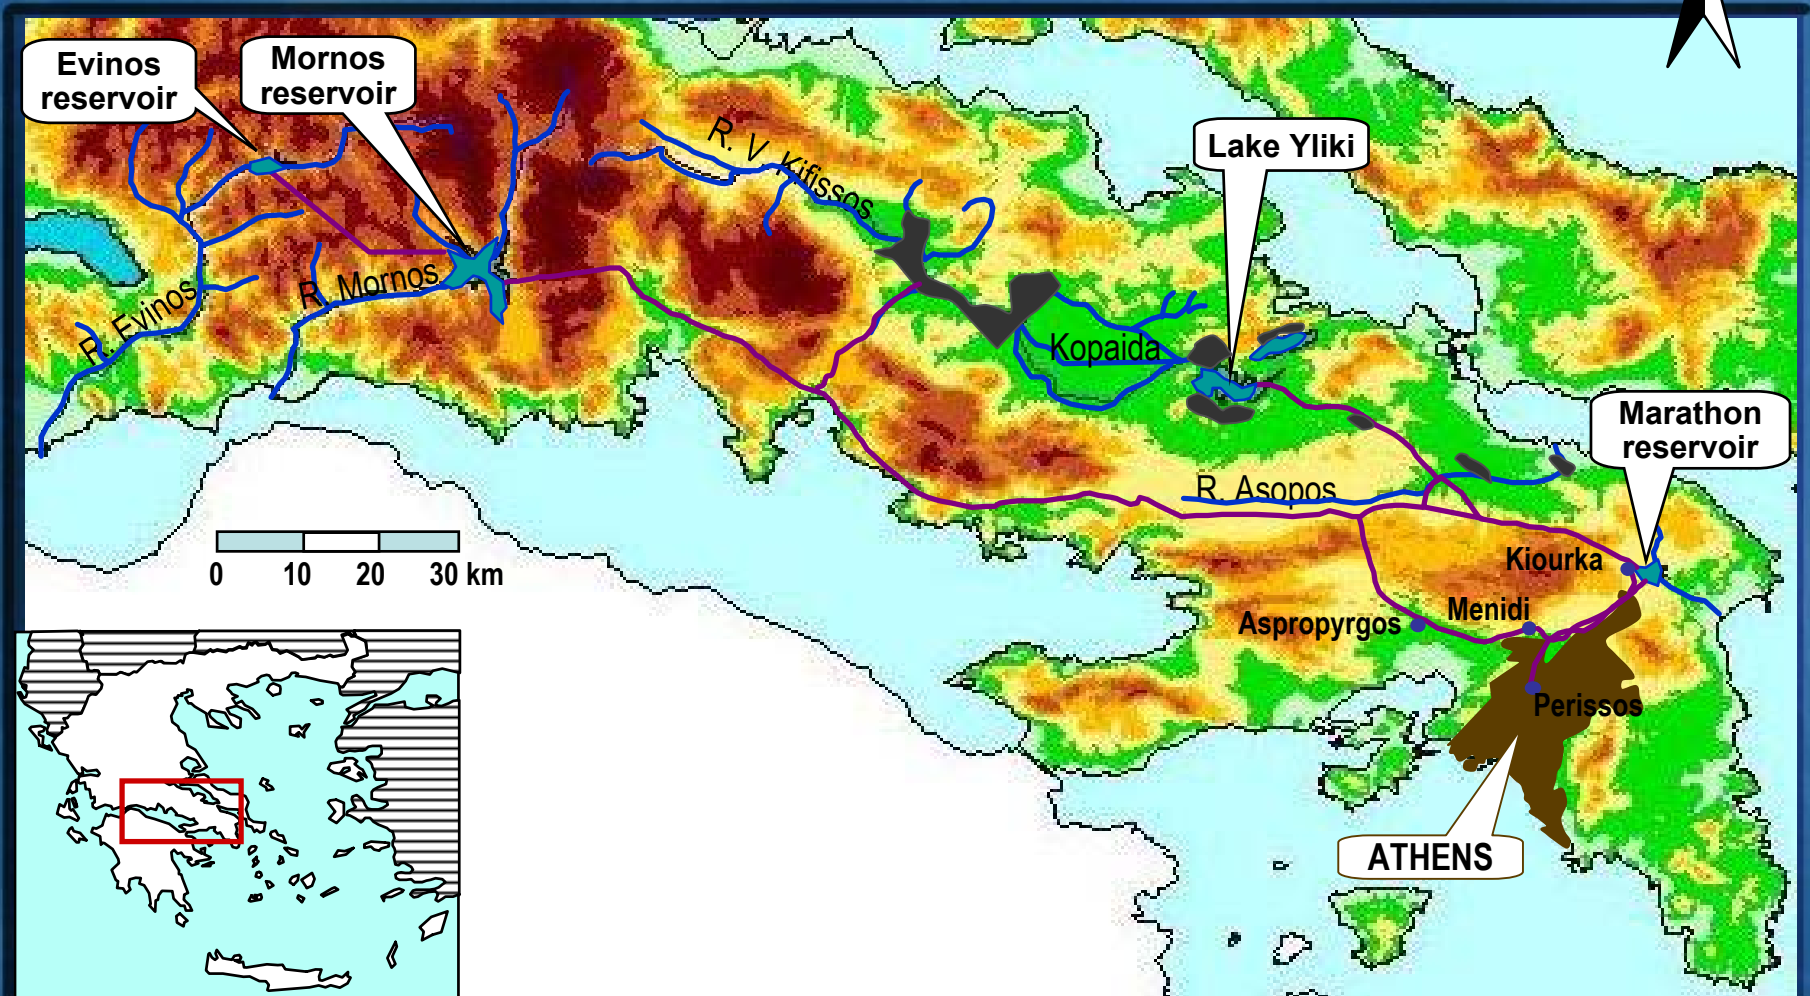 Evinos
reservoir
Mornos
reservoir
R. V. Kifissos
Lake Yliki
R. Evinos
R. Mornos
Kopaida
Marathon
reservoir
R. Asopos
0 10 20 30 km
Kiourka
Menidi
Aspropyrgos
Perissos
ATHENS